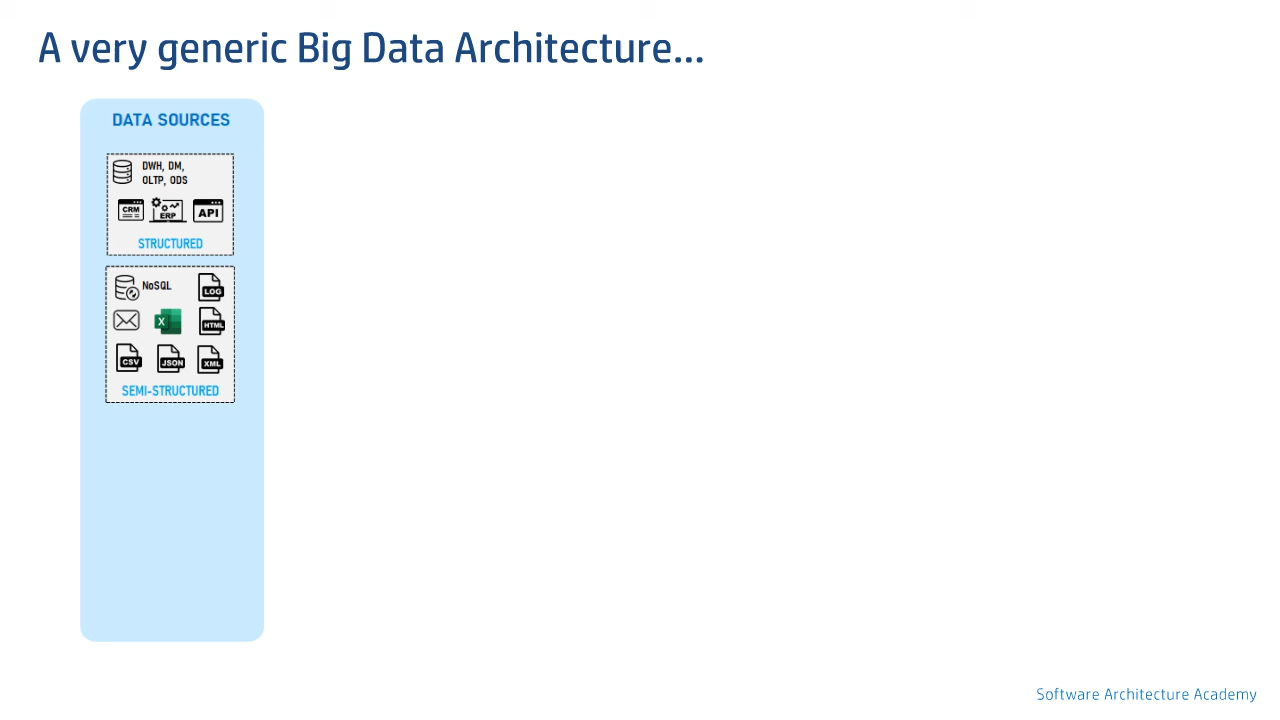 A very generic Big Data Architecture...
DATA SOURCES
DWH, DM,
OLTP, ODS
CRM
ERP
API
STRUCTURED
NoSQL
LOG
X
HTML
CSV
JSON
XML
SEMI-STRUCTURED
Software Architecture Academy